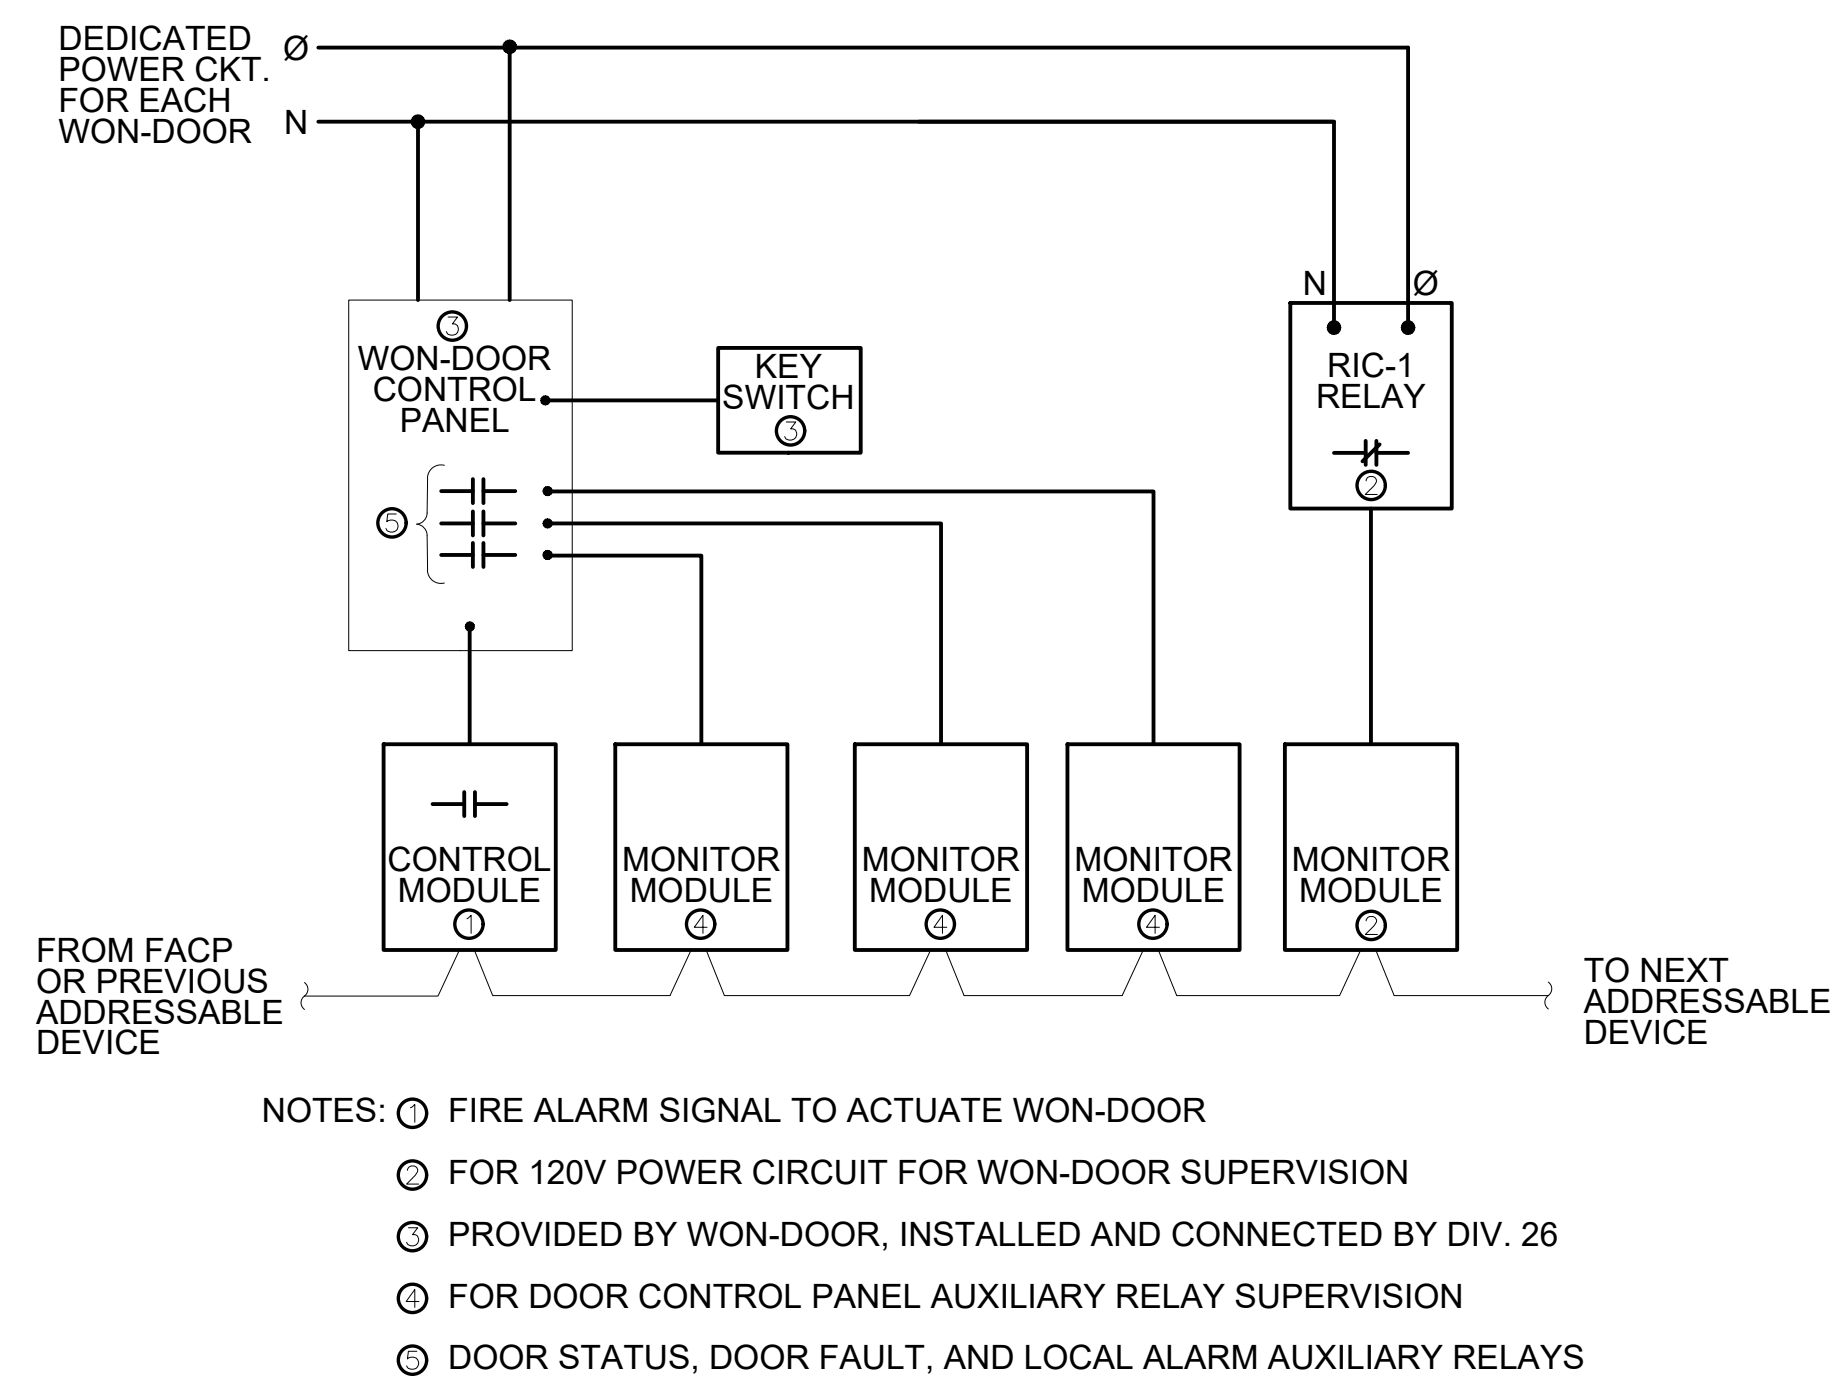 DEDICATED
POWER CKT.
FOR EACH
WON-DOOR
Ø
N
N
Ø
③
WON-DOOR
CONTROL
PANEL
KEY
SWITCH
③
RIC-1
RELAY
②
⑤
CONTROL
MODULE
①
MONITOR
MODULE
④
MONITOR
MODULE
④
MONITOR
MODULE
④
MONITOR
MODULE
②
FROM FACP
OR PREVIOUS
ADDRESSABLE
DEVICE
TO NEXT
ADDRESSABLE
DEVICE
NOTES: ① FIRE ALARM SIGNAL TO ACTUATE WON-DOOR
② FOR 120V POWER CIRCUIT FOR WON-DOOR SUPERVISION
③ PROVIDED BY WON-DOOR, INSTALLED AND CONNECTED BY DIV. 26
④ FOR DOOR CONTROL PANEL AUXILIARY RELAY SUPERVISION
⑤ DOOR STATUS, DOOR FAULT, AND LOCAL ALARM AUXILIARY RELAYS